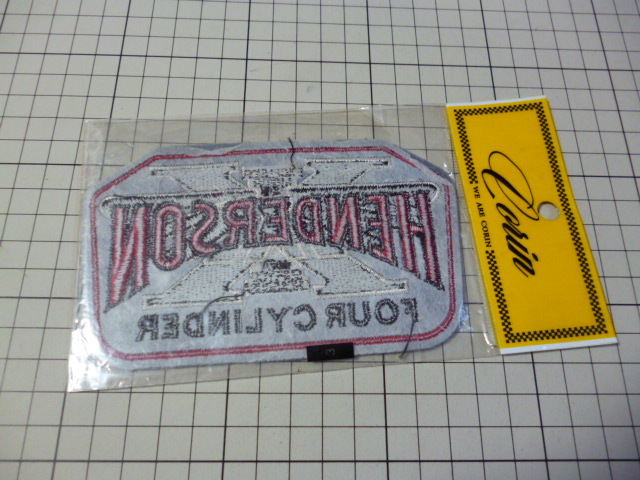 HENDERSON
FOUR CYLINDER
Corin
WE ARE CORIN